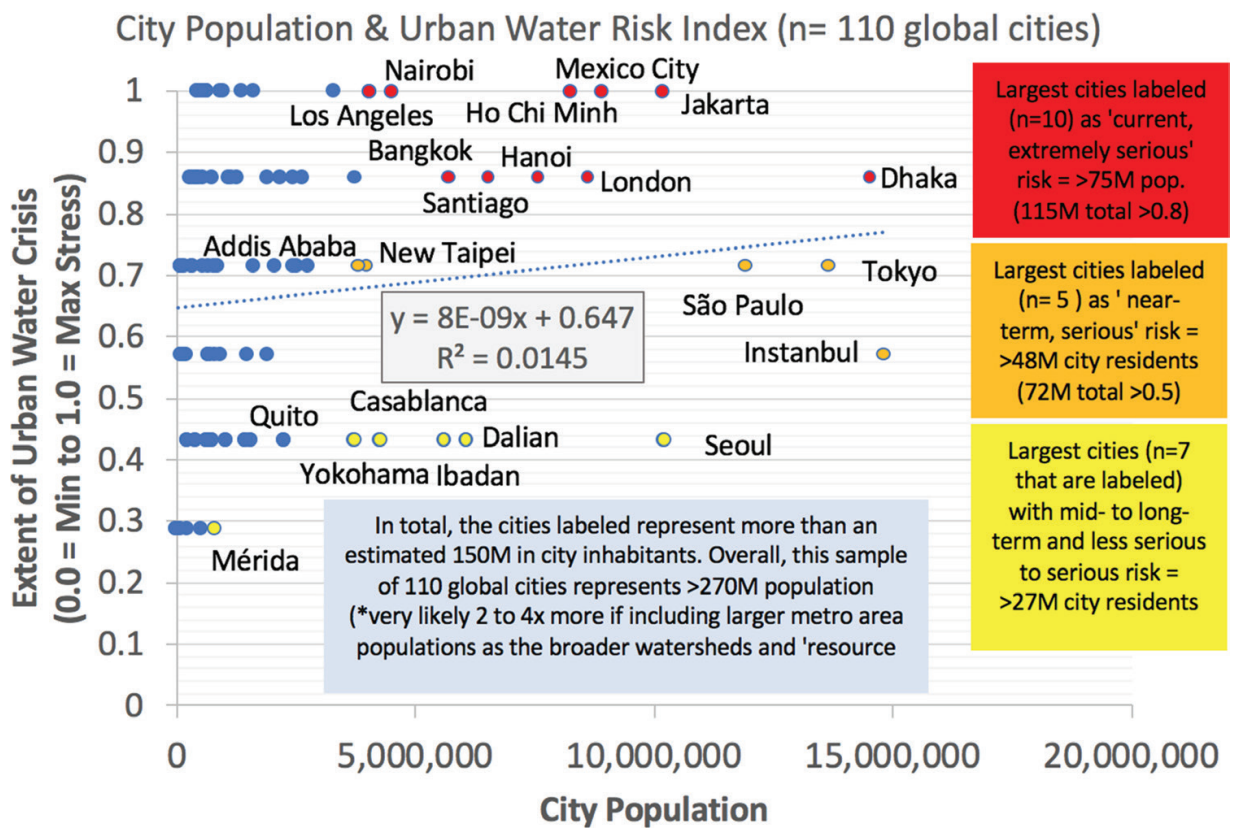 City Population & Urban Water Risk Index (n= 110 global cities)
Extent of Urban Water Crisis
(0.0 = Min to 1.0 = Max Stress)
1
0.9
0.8
0.7
0.6
0.5
0.4
0.3
0.2
0.1
0
Nairobi
Mexico City
Los Angeles
Ho Chi Minh
Jakarta
Bangkok
Hanoi
Santiago
London
Dhaka
Addis Ababa
New Taipei
São Paulo
Tokyo
y = 8E-09x + 0.647
R² = 0.0145
Instanbul
Quito
Casablanca
Dalian
Seoul
Yokohama
Ibadan
Mérida
In total, the cities labeled represent more than an
estimated 150M in city inhabitants. Overall, this sample
of 110 global cities represents >270M population
(*very likely 2 to 4x more if including larger metro area
populations as the broader watersheds and 'resource
Largest cities labeled
(n=10) as 'current,
extremely serious'
risk = >75M pop.
(115M total >0.8)
Largest cities labeled
(n= 5 ) as ' near-
term, serious' risk =
>48M city residents
(72M total >0.5)
Largest cities (n=7
that are labeled)
with mid- to long-
term and less serious
to serious risk =
>27M city residents
0
5,000,000
10,000,000
15,000,000
20,000,000
City Population